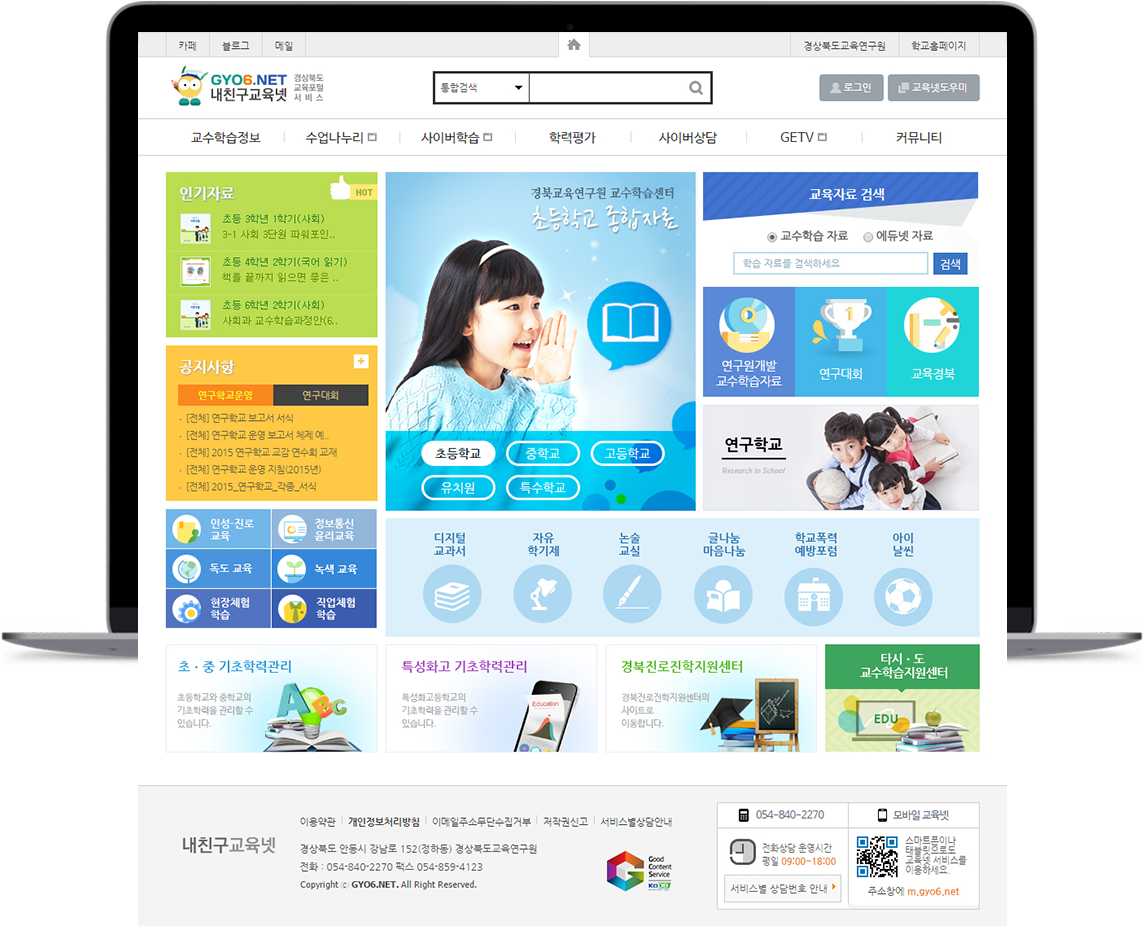 카페
블로그
메일
경상북도교육연구원
학교홈페이지
GYO6.NET
내친구교육넷
경상북도
교육포털
서 비 스
통합검색
로그인
교육넷도우미
교수학습정보
수업나누리
사이버학습
학력평가
사이버상담
GETV
커뮤니티
인기자료
HOT
초등 3학년 1학기(사회)
3-1 사회 3단원 파워포인..
초등 4학년 2학기(국어 읽기)
책을 끝까지 읽으면 좋은 ..
초등 6학년 2학기(사회)
사회과 교수학습과정안(6..
공지사항
연구학교운영
연구대회
· [전체] 연구학교 보고서 서식
· [전체] 연구학교 운영 보고서 체제 예..
· [전체] 2015 연구학교 교감 연수회 교재
· [전체] 연구학교 운영 지침(2015년)
· [전체] 2015_연구학교_각종_서식
인성·진로
교육
정보통신
윤리교육
독도 교육
녹색 교육
현장체험
학습
직업체험
학습
경북교육연구원 교수학습센터
초등학교 종합자료
초등학교
중학교
고등학교
유치원
특수학교
교육자료 검색
교수학습 자료
에듀넷 자료
학습 자료를 검색하세요
검색
연구원개발
교수학습자료
1
연구대회
교육경북
연구학교
Research in School
디지털
교과서
자유
학기제
논술
교실
글나눔
마음나눔
학교폭력
예방포럼
아이
날씬
초 · 중 기초학력관리
초등학교와 중학교의
기초학력을 관리할 수
있습니다.
ABC
특성화고 기초학력관리
특성화고등학교의
기초학력을 관리할 수
있습니다.
Education
경북진로진학지원센터
경북진로진학지원센터의
사이트로
이동합니다.
타시 · 도
교수학습지원센터
EDU
내친구교육넷
이용약관
개인정보처리방침
이메일주소무단수집거부
저작권신고
서비스별상담안내
경상북도 안동시 강남로 152(정하동) 경상북도교육연구원
전화 : 054-840-2270 팩스 054-859-4123
Copyright ⓒ GYO6.NET. All Right Reserved.
Good
Content
Service
054-840-2270
모바일 교육넷
전화상담 운영시간
평일 09:00~18:00
서비스별 상담번호 안내
스마트폰이나
태블릿으로도
교육넷 서비스를
이용하세요.
주소창에 m.gyo6.net